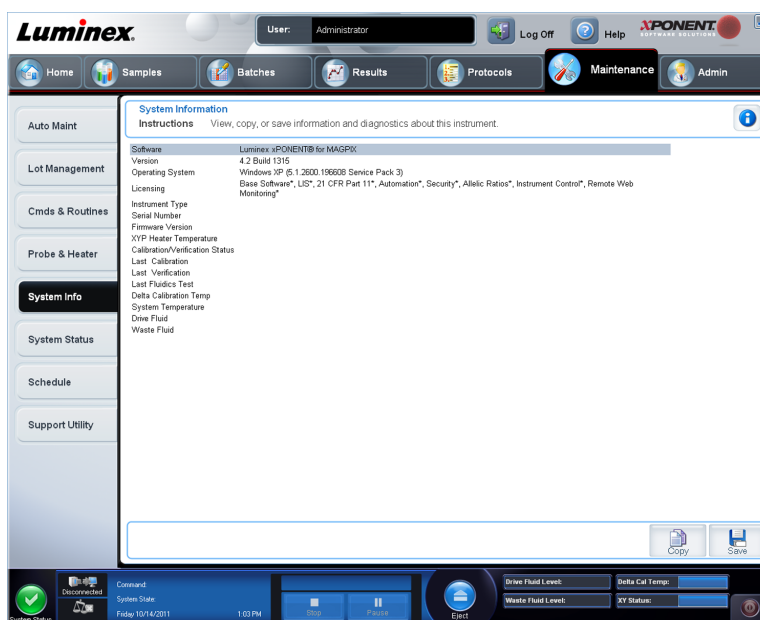 Luminex.
User: Administrator
Log Off
Help
XPONENT.
SOFTWARE SOLUTIONS
Home
Samples
Batches
Results
Protocols
Maintenance
Admin
Auto Maint
Lot Management
Cmds & Routines
Probe & Heater
System Info
System Status
Schedule
Support Utility
System Information
Instructions View, copy, or save information and diagnostics about this instrument.
Software Luminex xPONENT® for MAGPIX
Version 4.2 Build 1315
Operating System Windows XP (5.1.2600.196608 Service Pack 3)
Licensing Base Software*, LIS*, 21 CFR Part 11*, Automation*, Security*, Allelic Ratios*, Instrument Control*, Remote Web
Monitoring*
Instrument Type
Serial Number
Firmware Version
XYP Heater Temperature
Calibration/Verification Status
Last Calibration
Last Verification
Last Fluidics Test
Delta Calibration Temp
System Temperature
Drive Fluid
Waste Fluid
Copy
Save
System Status
Disconnected
Command:
System State:
Friday 10/14/2011 1:03 PM
Stop
Pause
Eject
Drive Fluid Level:
Waste Fluid Level:
Delta Cal Temp:
XY Status: